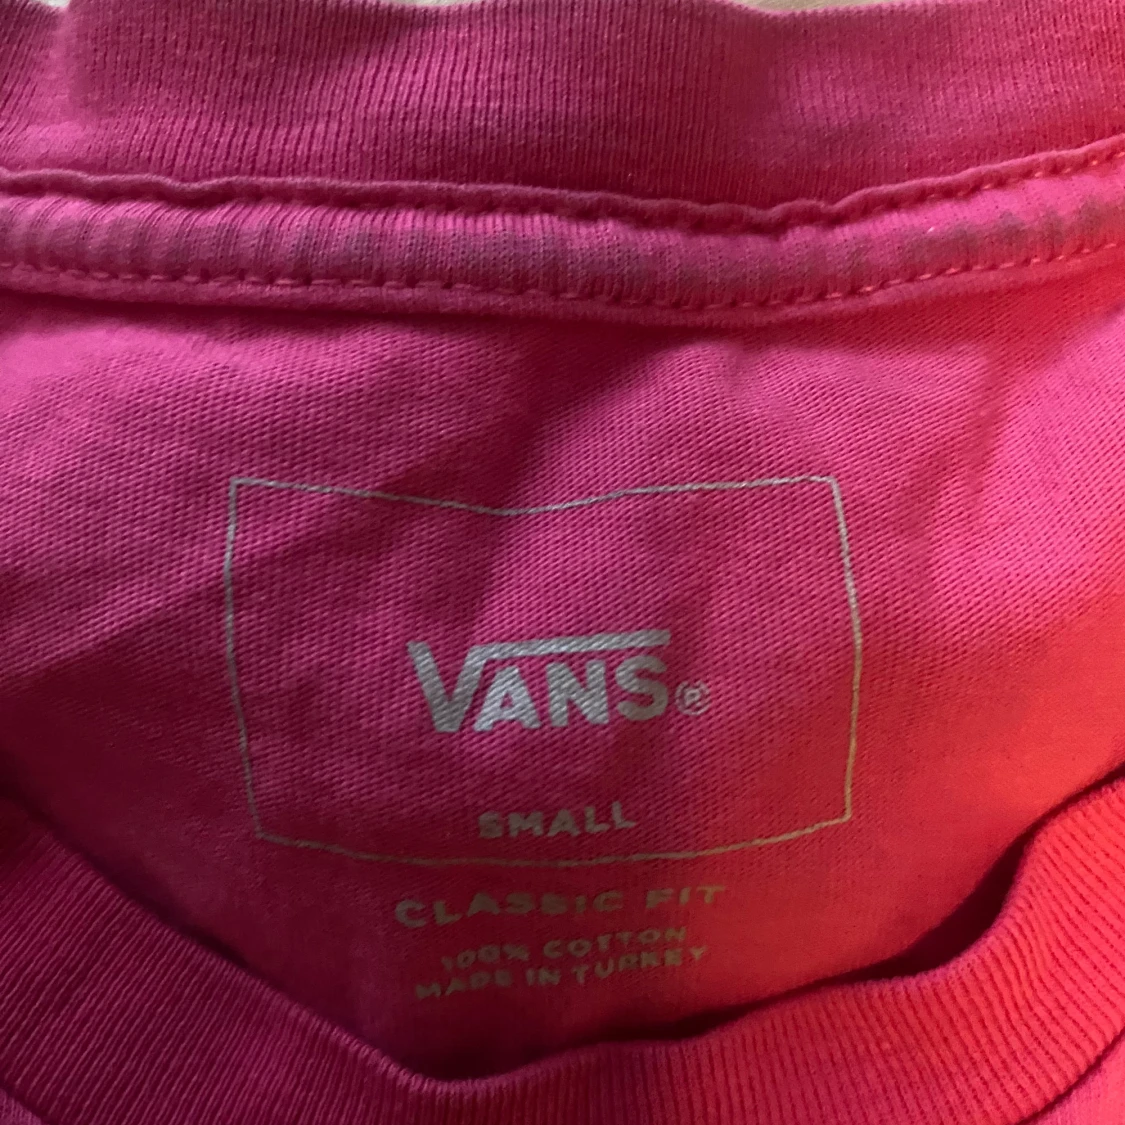 VANS®
SMALL
CLASSIC FIT
100% COTTON
MADE IN TURKEY